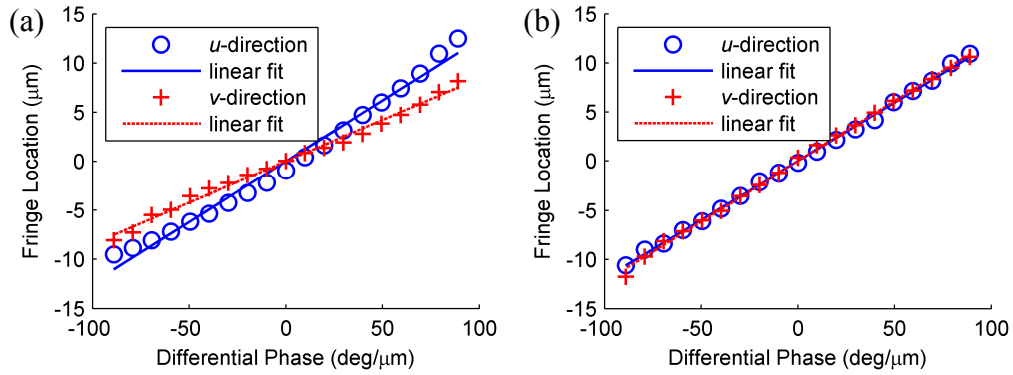 (a)
u-direction
linear fit
v-direction
linear fit
15
10
5
0
-5
-10
15
-100
-50
0
50
100
Fringe Location (μm)
Differential Phase (deg/μm)
(b)
u-direction
linear fit
v-direction
linear fit
15
10
5
0
-5
-10
15
-100
-50
0
50
100
Fringe Location (μm)
Differential Phase (deg/μm)